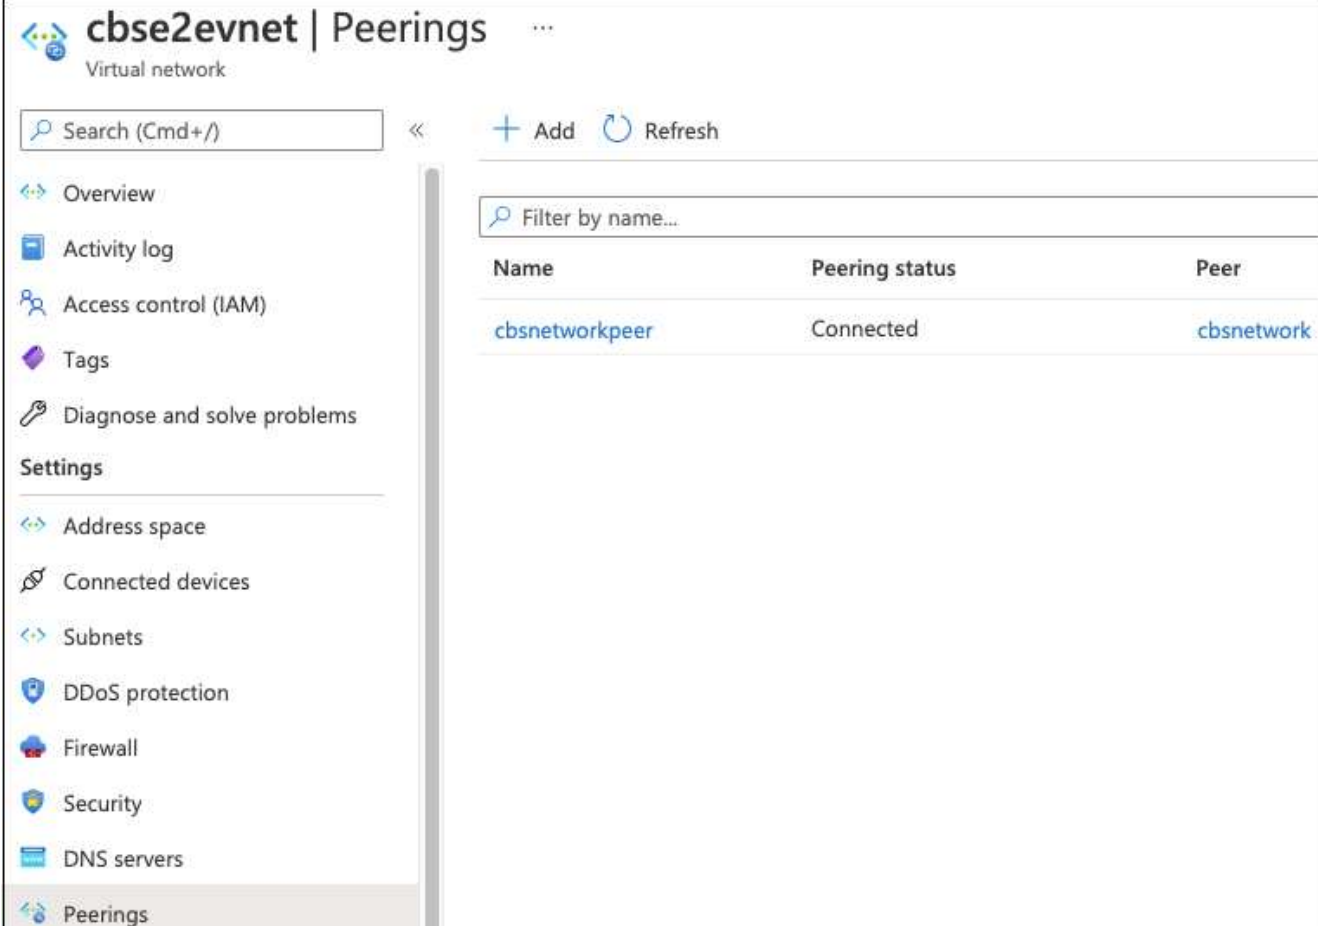 cbse2evnet | Peerings ...
Virtual network
Search (Cmd+/)
«
Add
Refresh
Overview
Activity log
Access control (IAM)
Tags
Diagnose and solve problems
Settings
Address space
Connected devices
Subnets
DDoS protection
Firewall
Security
DNS servers
Peerings
Filter by name...
Name Peering status Peer
cbsnetworkpeer Connected cbsnetwork